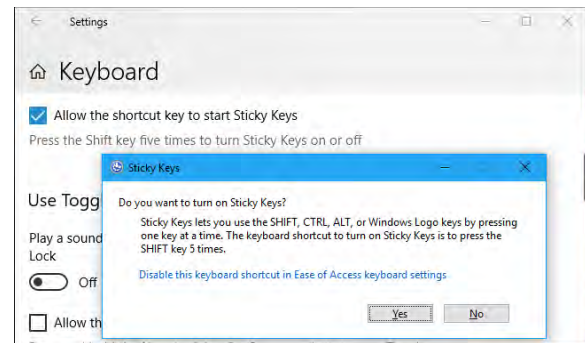 Settings
Keyboard
Allow the shortcut key to start Sticky Keys
Press the Shift key five times to turn Sticky Keys on or off
Sticky Keys
Use Togg
Do you want to turn on Sticky Keys?
Sticky Keys lets you use the SHIFT, CTRL, ALT, or Windows Logo keys by pressing
one key at a time. The keyboard shortcut to turn on Sticky Keys is to press the
SHIFT key 5 times.
Play a sound
Lock
Disable this keyboard shortcut in Ease of Access keyboard settings
Off
Yes
No
Allow th